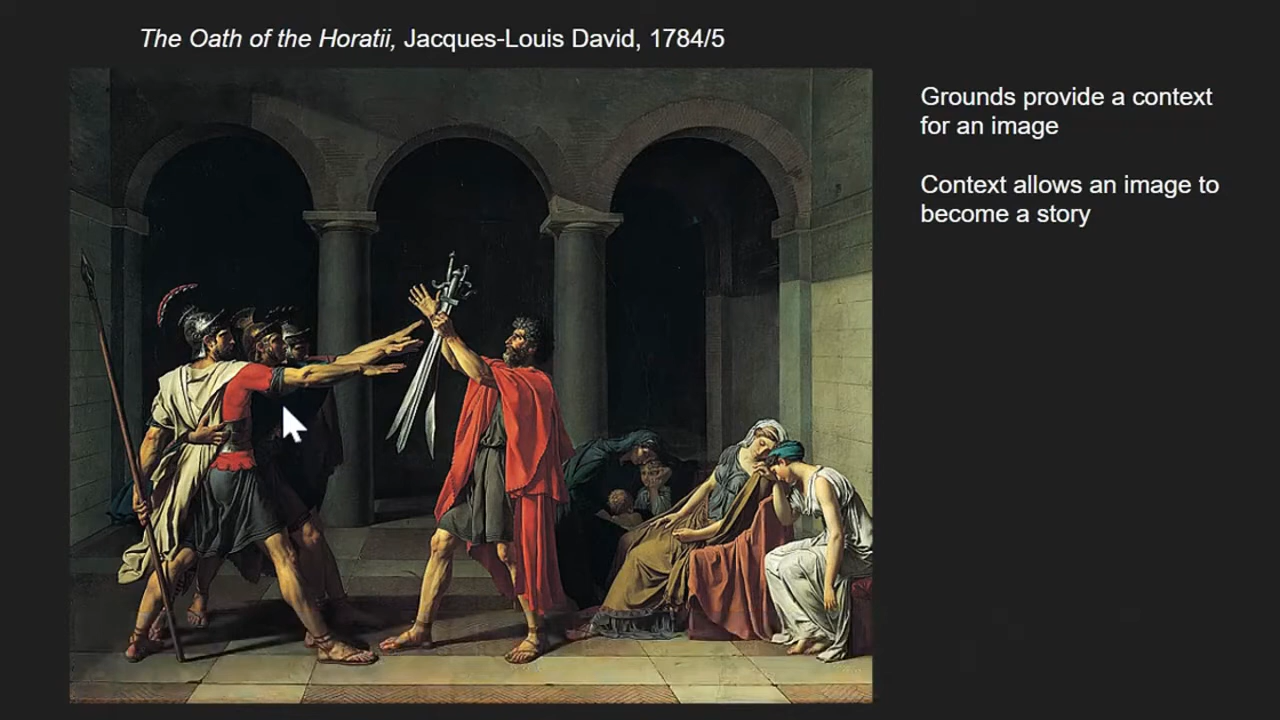 The Oath of the Horatii, Jacques-Louis David, 1784/5
Grounds provide a context
for an image
Context allows an image to
become a story